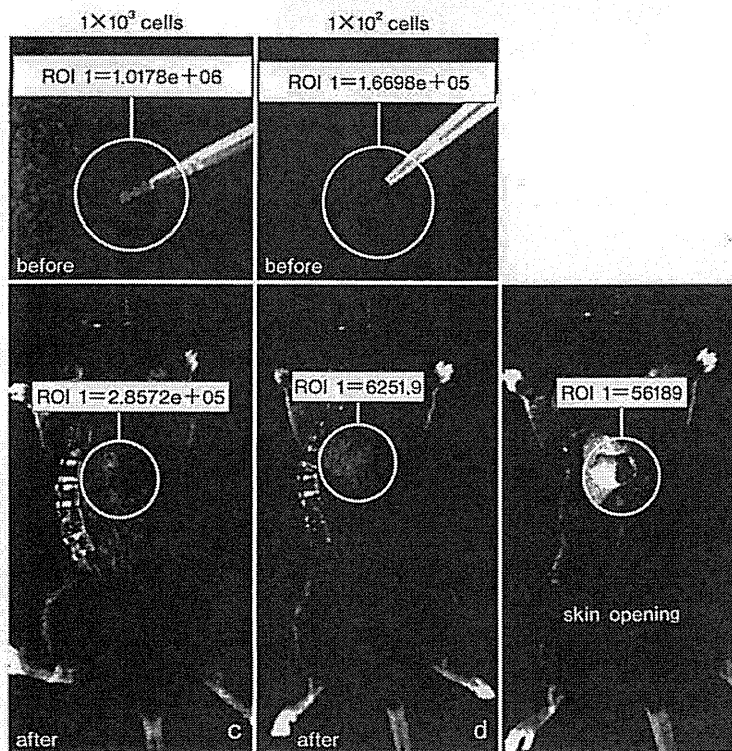 1×10³ cells
1×10² cells
ROI 1=1.0178e+06
ROI 1=1.6698e+05
before
before
ROI 1=2.8572e+05
ROI 1=6251.9
ROI 1=56189
skin opening
after
c
after
d